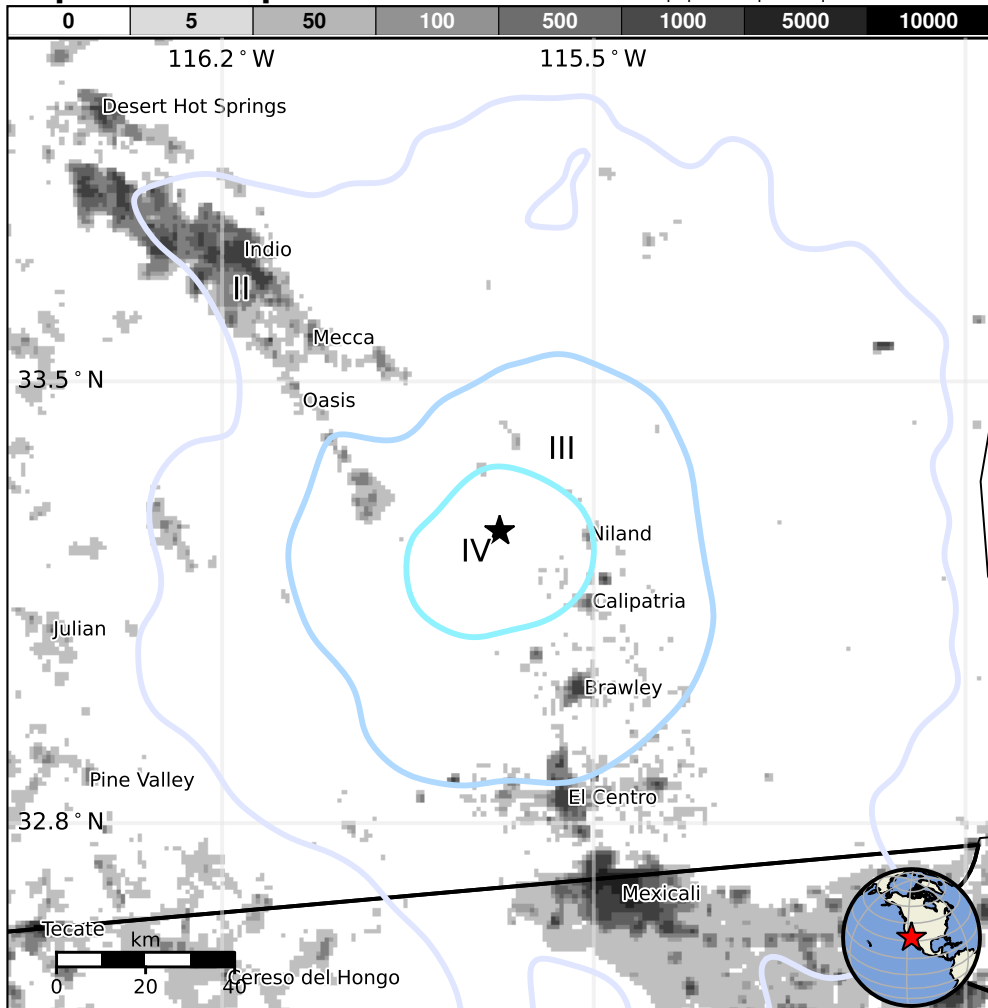 0 5 50 100 500 1000 5000 10000
116.2°W 115.5°W
Desert Hot Springs
Indio
II
Mecca
33.5°N
Oasis
III
Niland
IV
Calipatria
Julian
Brawley
Pine Valley
El Centro
32.8°N
Mexicali
Tecate
km
Cereso del Hongo
0 20 40